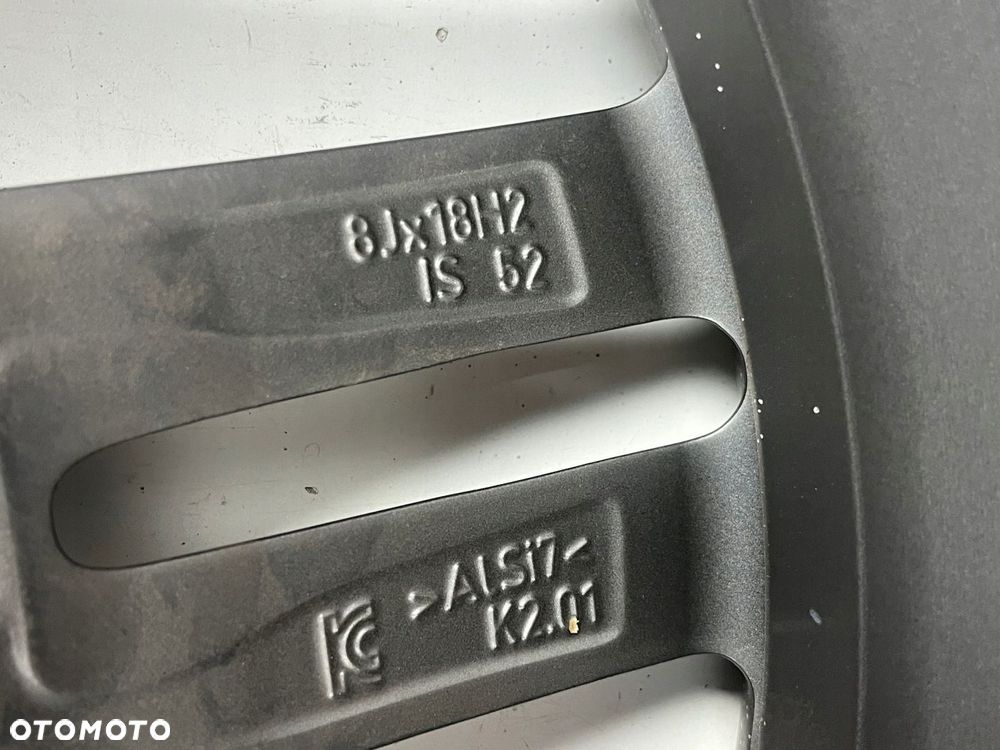 8Jx18H2
IS 52
>ALSi7<
K2.01
OTOMOTO